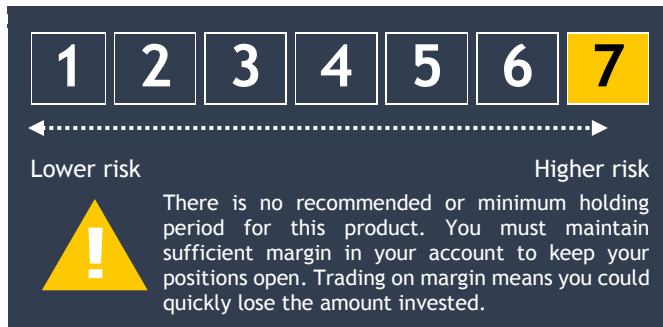 1 2 3 4 5 6 7
Lower risk Higher risk
There is no recommended or minimum holding
period for this product. You must maintain
sufficient margin in your account to keep your
positions open. Trading on margin means you could
quickly lose the amount invested.
!